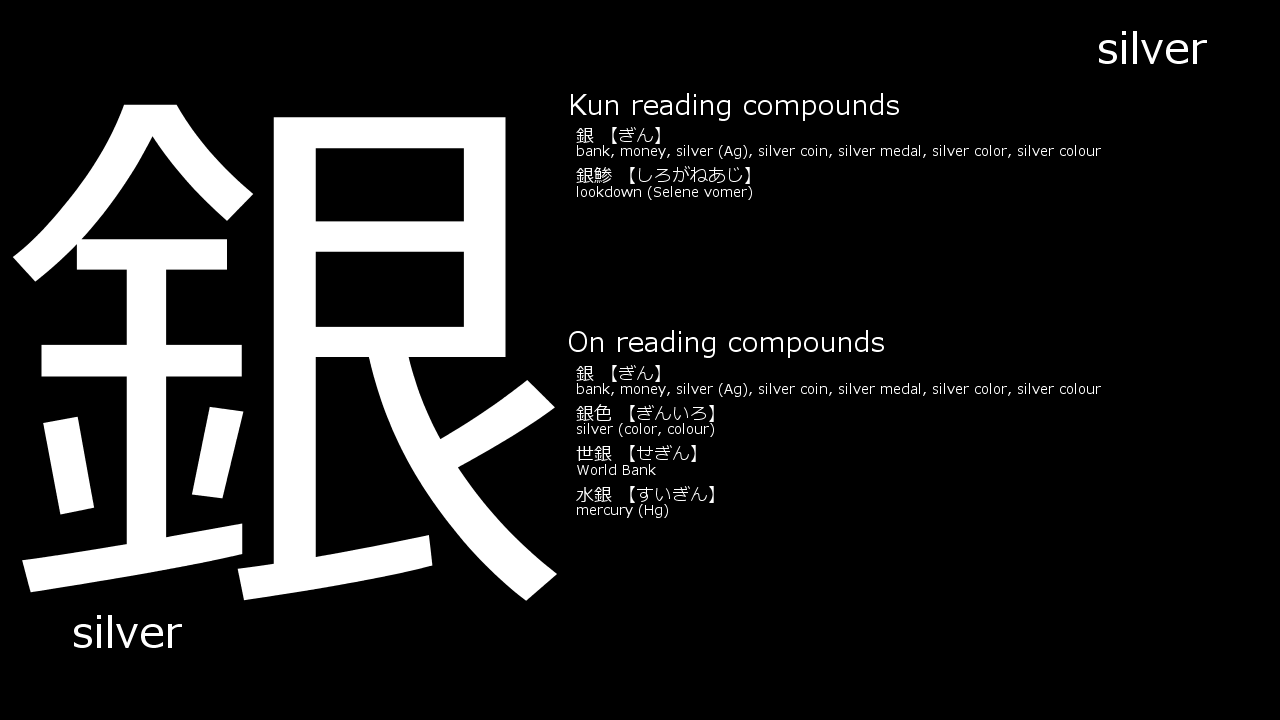 silver
銀
Kun reading compounds
銀 【ぎん】
bank, money, silver (Ag), silver coin, silver medal, silver color, silver colour
銀鯵 【しろがねあじ】
lookdown (Selene vomer)
On reading compounds
銀 【ぎん】
bank, money, silver (Ag), silver coin, silver medal, silver color, silver colour
銀色 【ぎんいろ】
silver (color, colour)
世銀 【せぎん】
World Bank
水銀 【すいぎん】
mercury (Hg)
silver